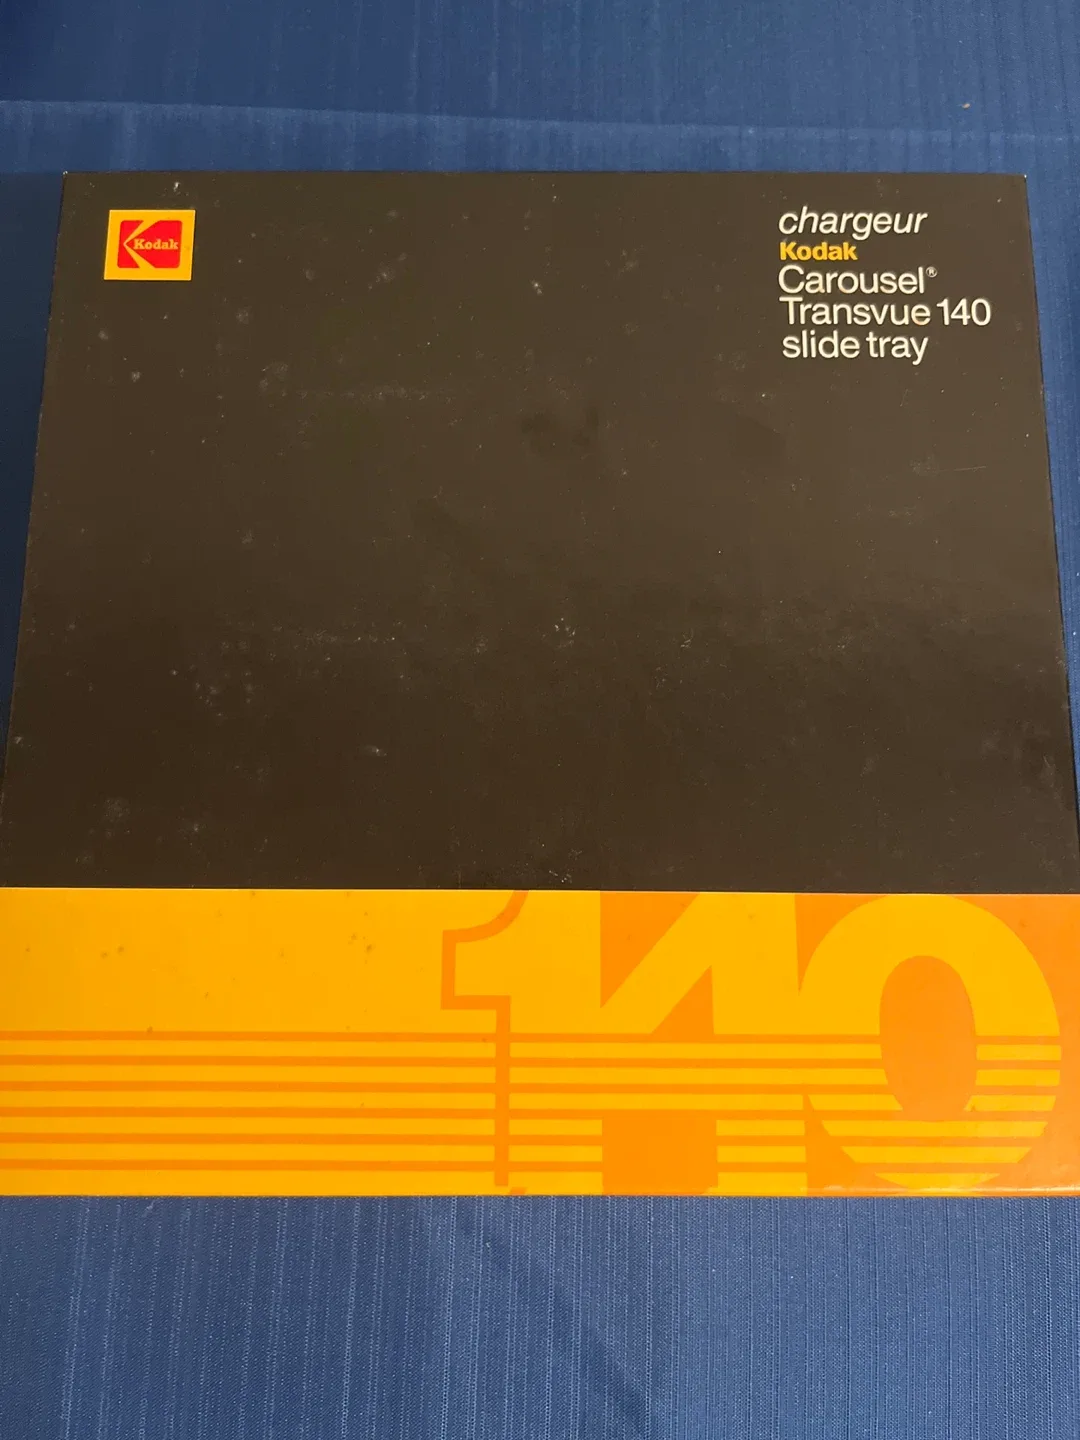 Kodak
chargeur
Kodak
Carousel®
Transvue 140
slide tray
140